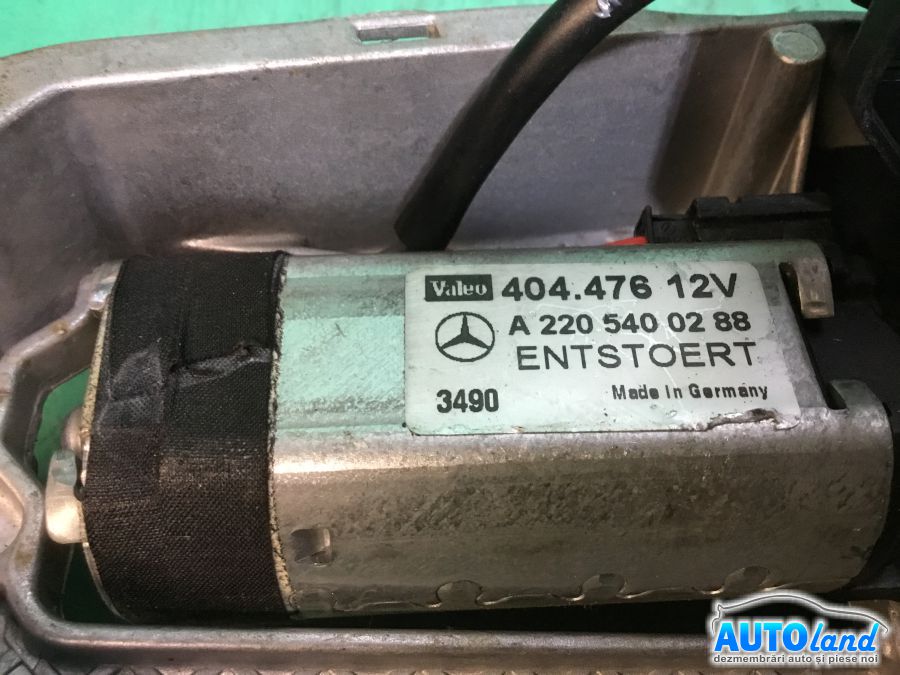 Valeo 404.476 12V
A 220 540 02 88
ENTSTOERT
3490 Made in Germany
AUTOland
dezmembrări auto și piese noi